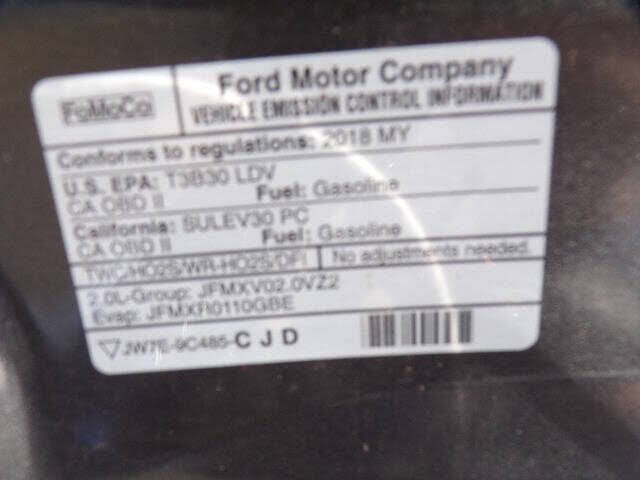 FoMoCo
Ford Motor Company
VEHICLE EMISSION CONTROL INFORMATION
Conforms to regulations: 2018 MY
U.S. EPA: T3B30 LDV
CA OBD II Fuel: Gasoline
California: SULEV30 PC
CA OBD II Fuel: Gasoline
TWC/HO2S/WR-HO2S/DFI No adjustments needed.
2.0L-Group: JFMXV02.0VZ2
Evap: JFMXR0110GBE
JW7E-9C485-C J D